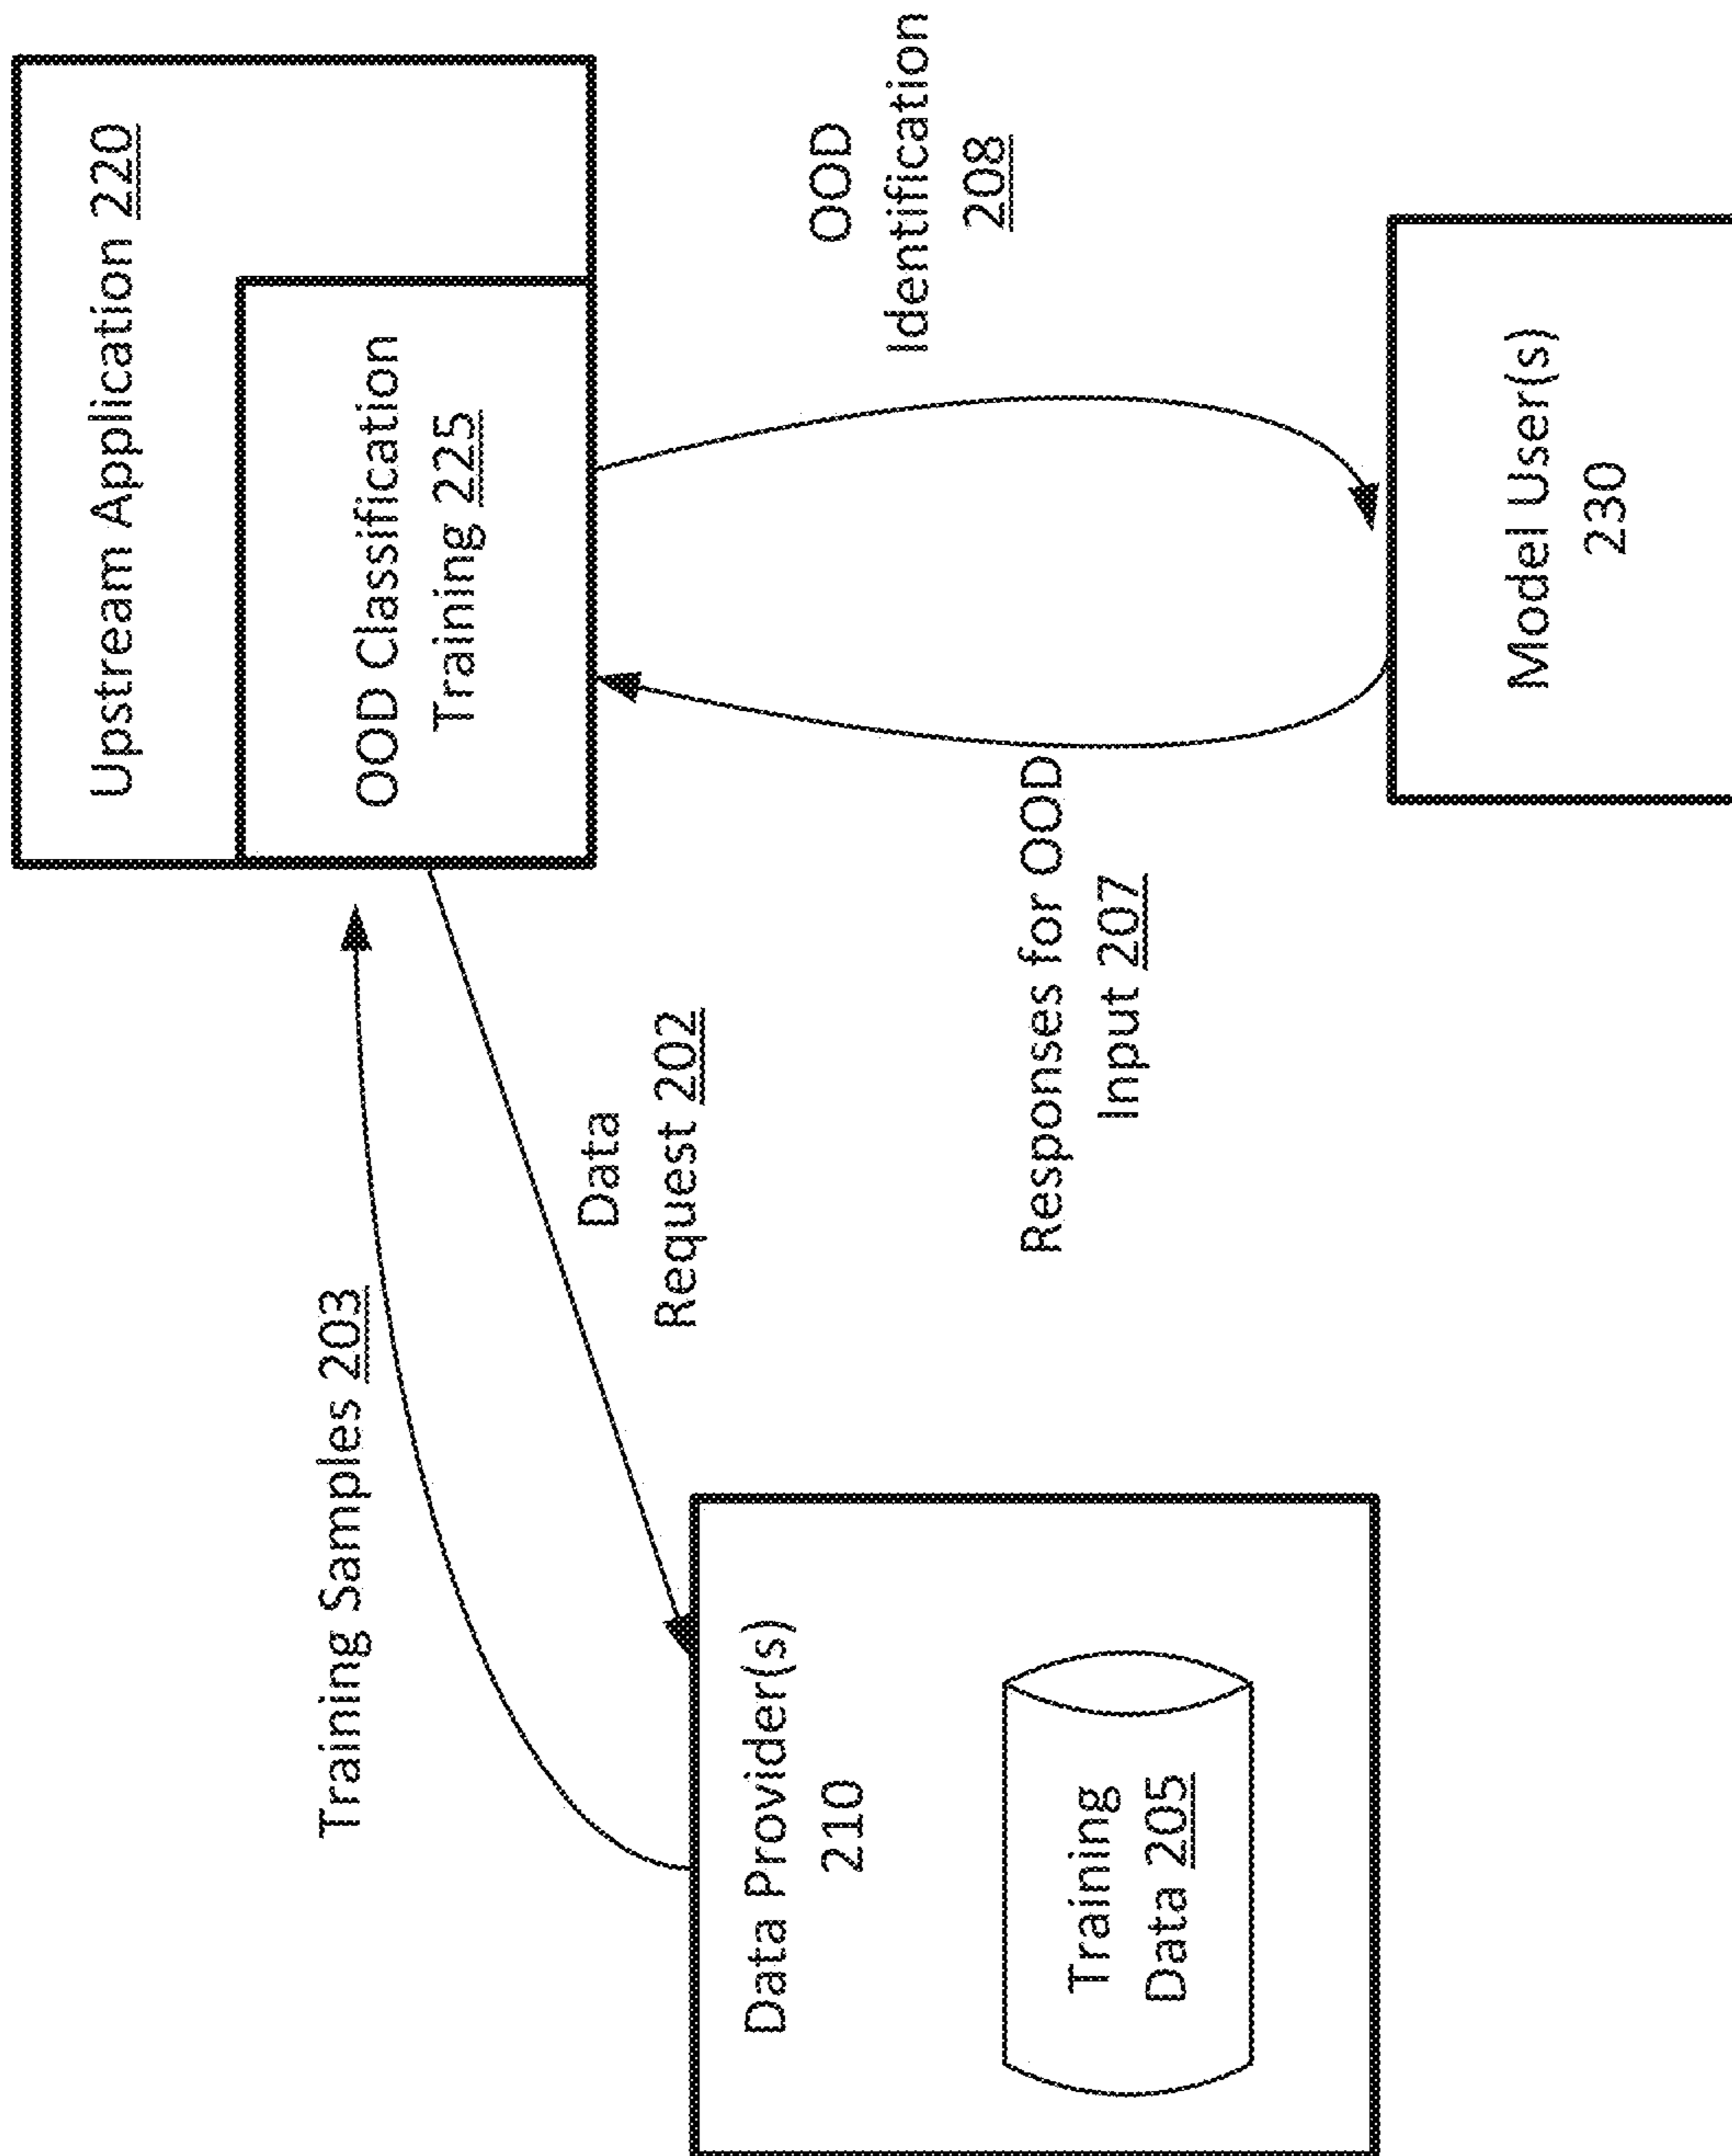 Upstream Application 220
OOD Classification
Training 225
Training Samples 203
Data
Request 202
OOD
Identification
208
Responses for OOD
Input 207
Data Provider(s)
210
Training
Data 205
Model User(s)
230